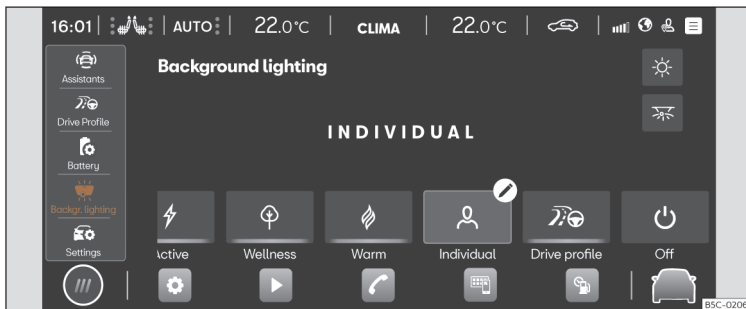 16:01 AUTO 22.0°C CLIMA 22.0°C
Assistants
Background lighting
Drive Profile
INDIVIDUAL
Battery
Backgr. lighting
Settings
Active Wellness Warm Individual Drive profile Off
B5C-0206